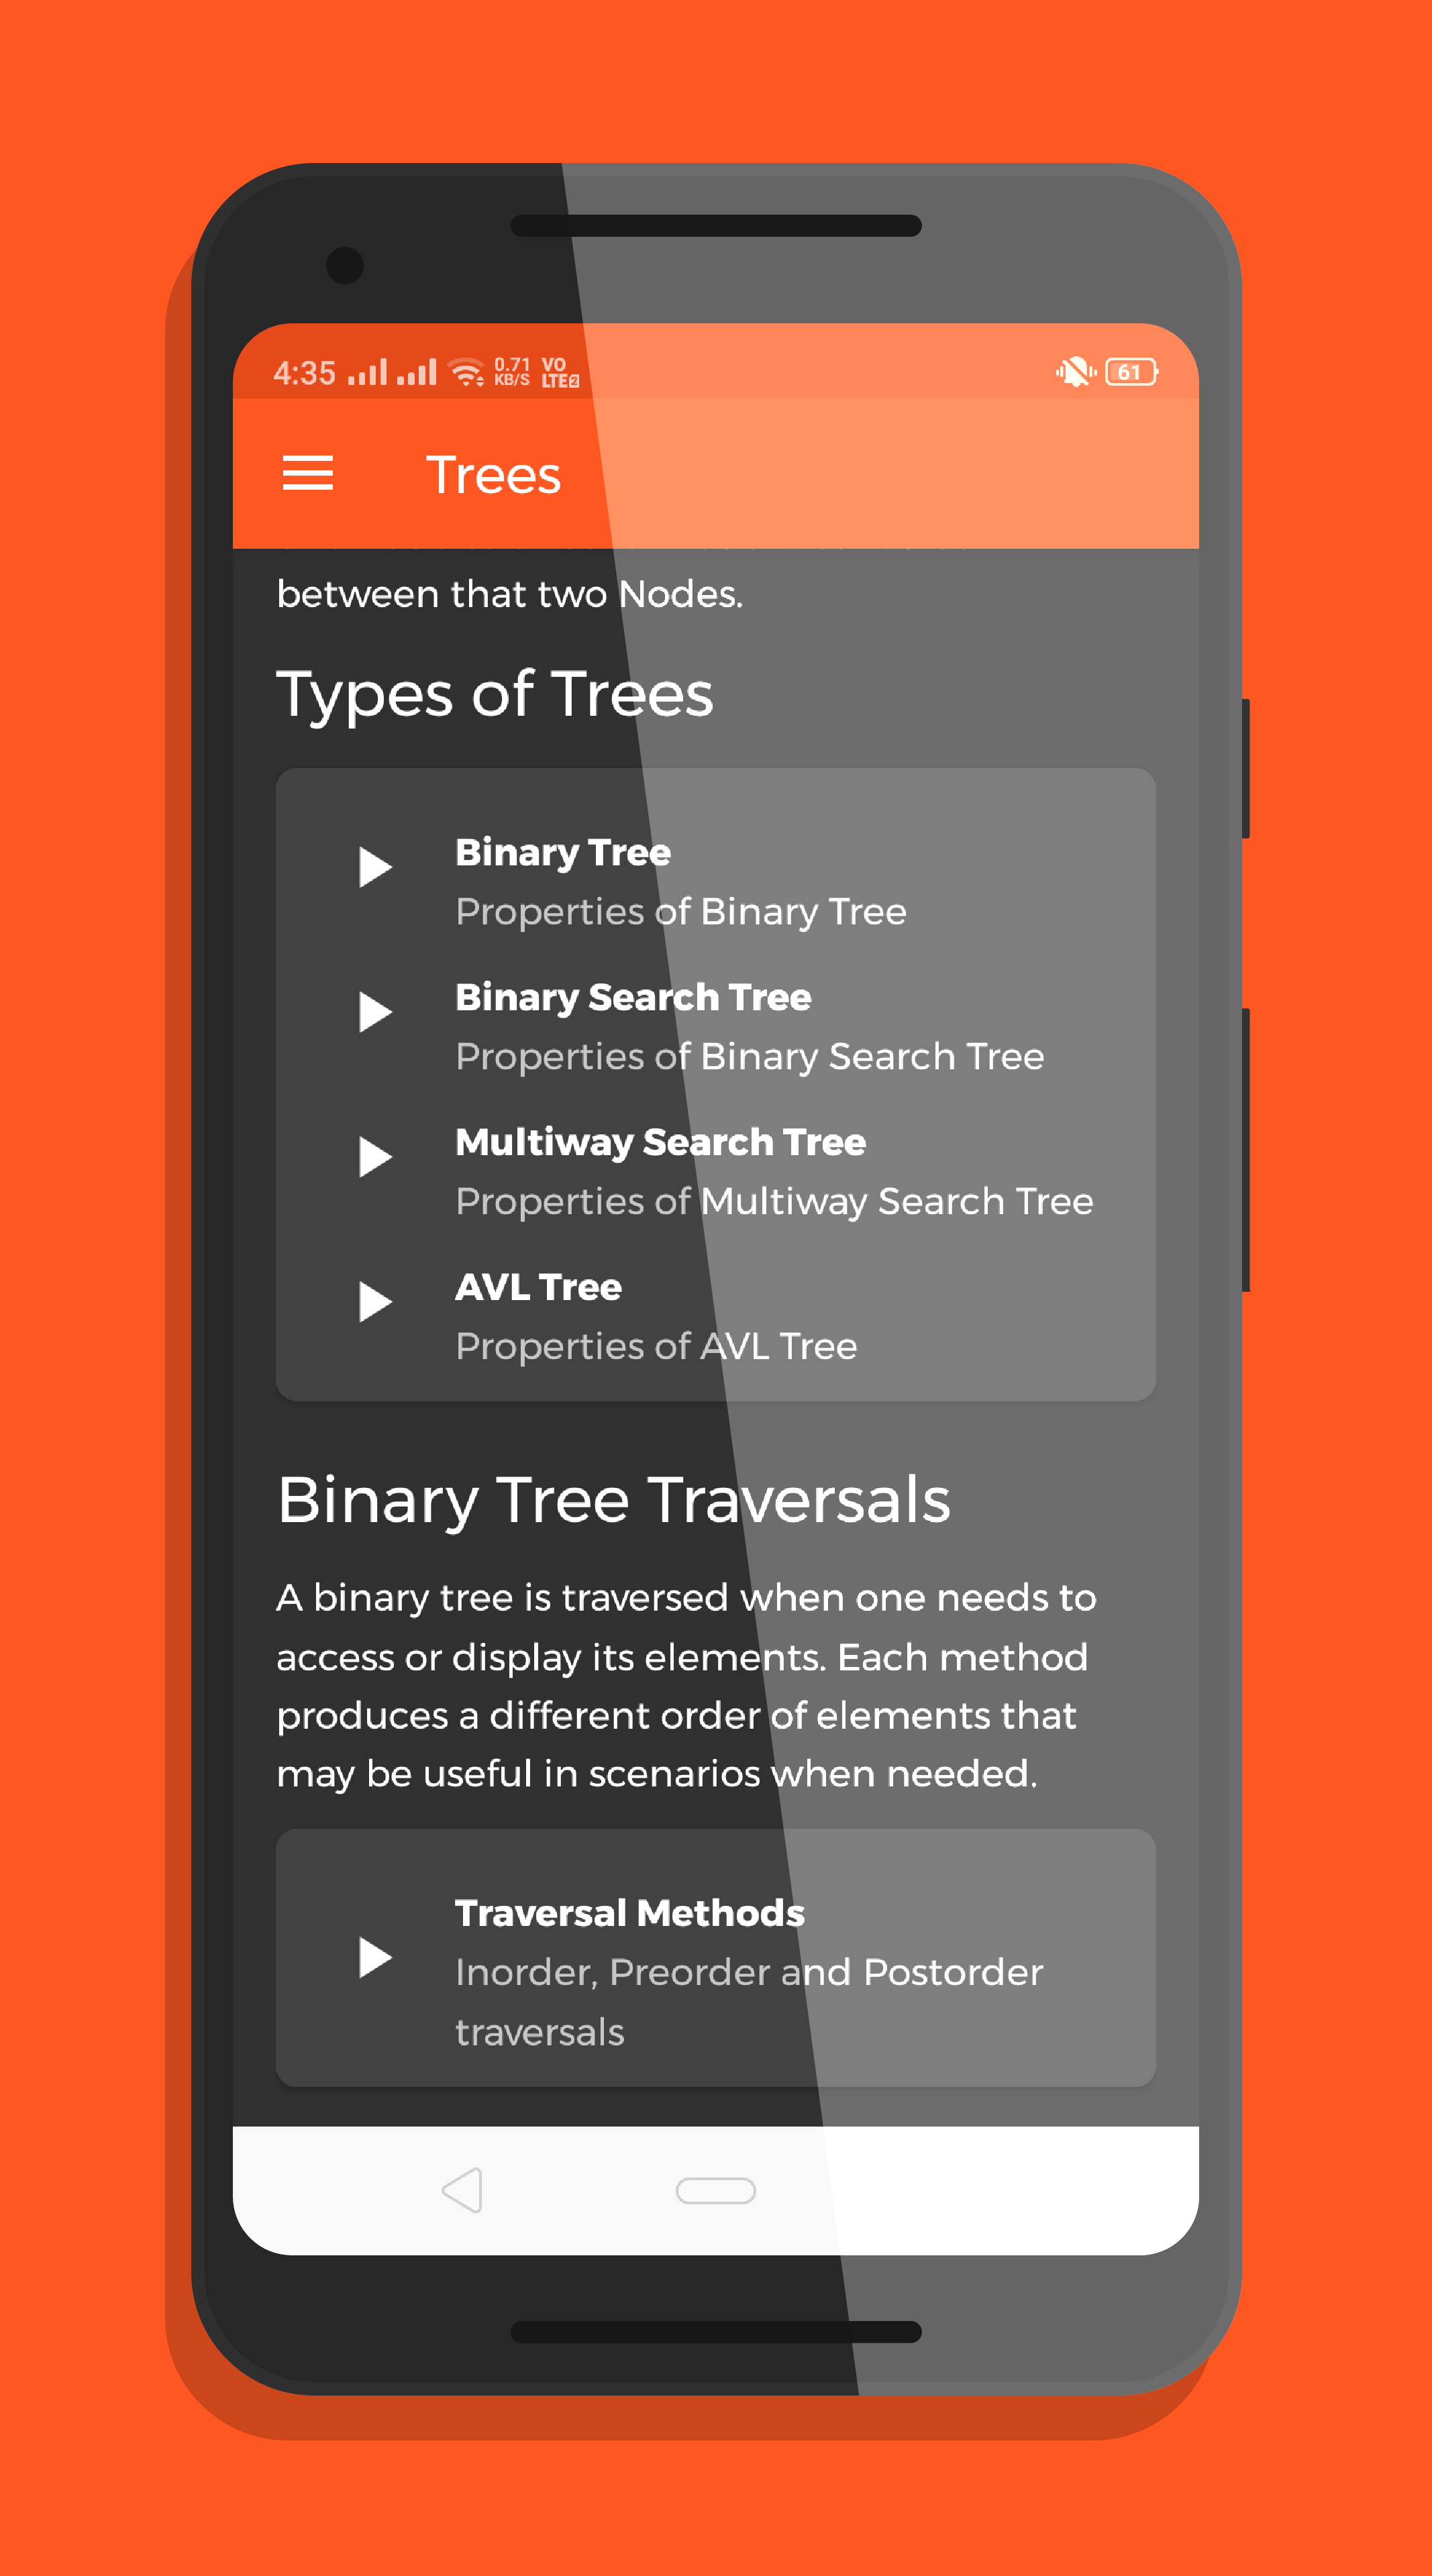 4:35 0.71 KB/S VO LTE2 61
Trees
between that two Nodes.
Types of Trees
Binary Tree
Properties of Binary Tree
Binary Search Tree
Properties of Binary Search Tree
Multiway Search Tree
Properties of Multiway Search Tree
AVL Tree
Properties of AVL Tree
Binary Tree Traversals
A binary tree is traversed when one needs to
access or display its elements. Each method
produces a different order of elements that
may be useful in scenarios when needed.
Traversal Methods
Inorder, Preorder and Postorder
traversals